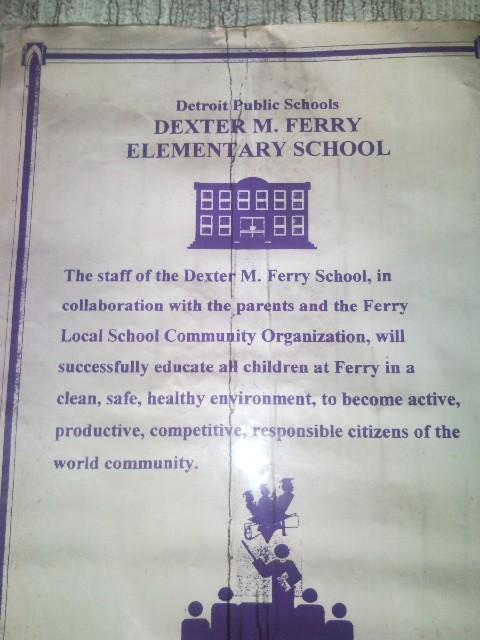 Detroit Public Schools
DEXTER M. FERRY
ELEMENTARY SCHOOL
The staff of the Dexter M. Ferry School, in
collaboration with the parents and the Ferry
Local School Community Organization, will
successfully educate all children at Ferry in a
clean, safe, healthy environment, to become active,
productive, competitive, responsible citizens of the
world community.